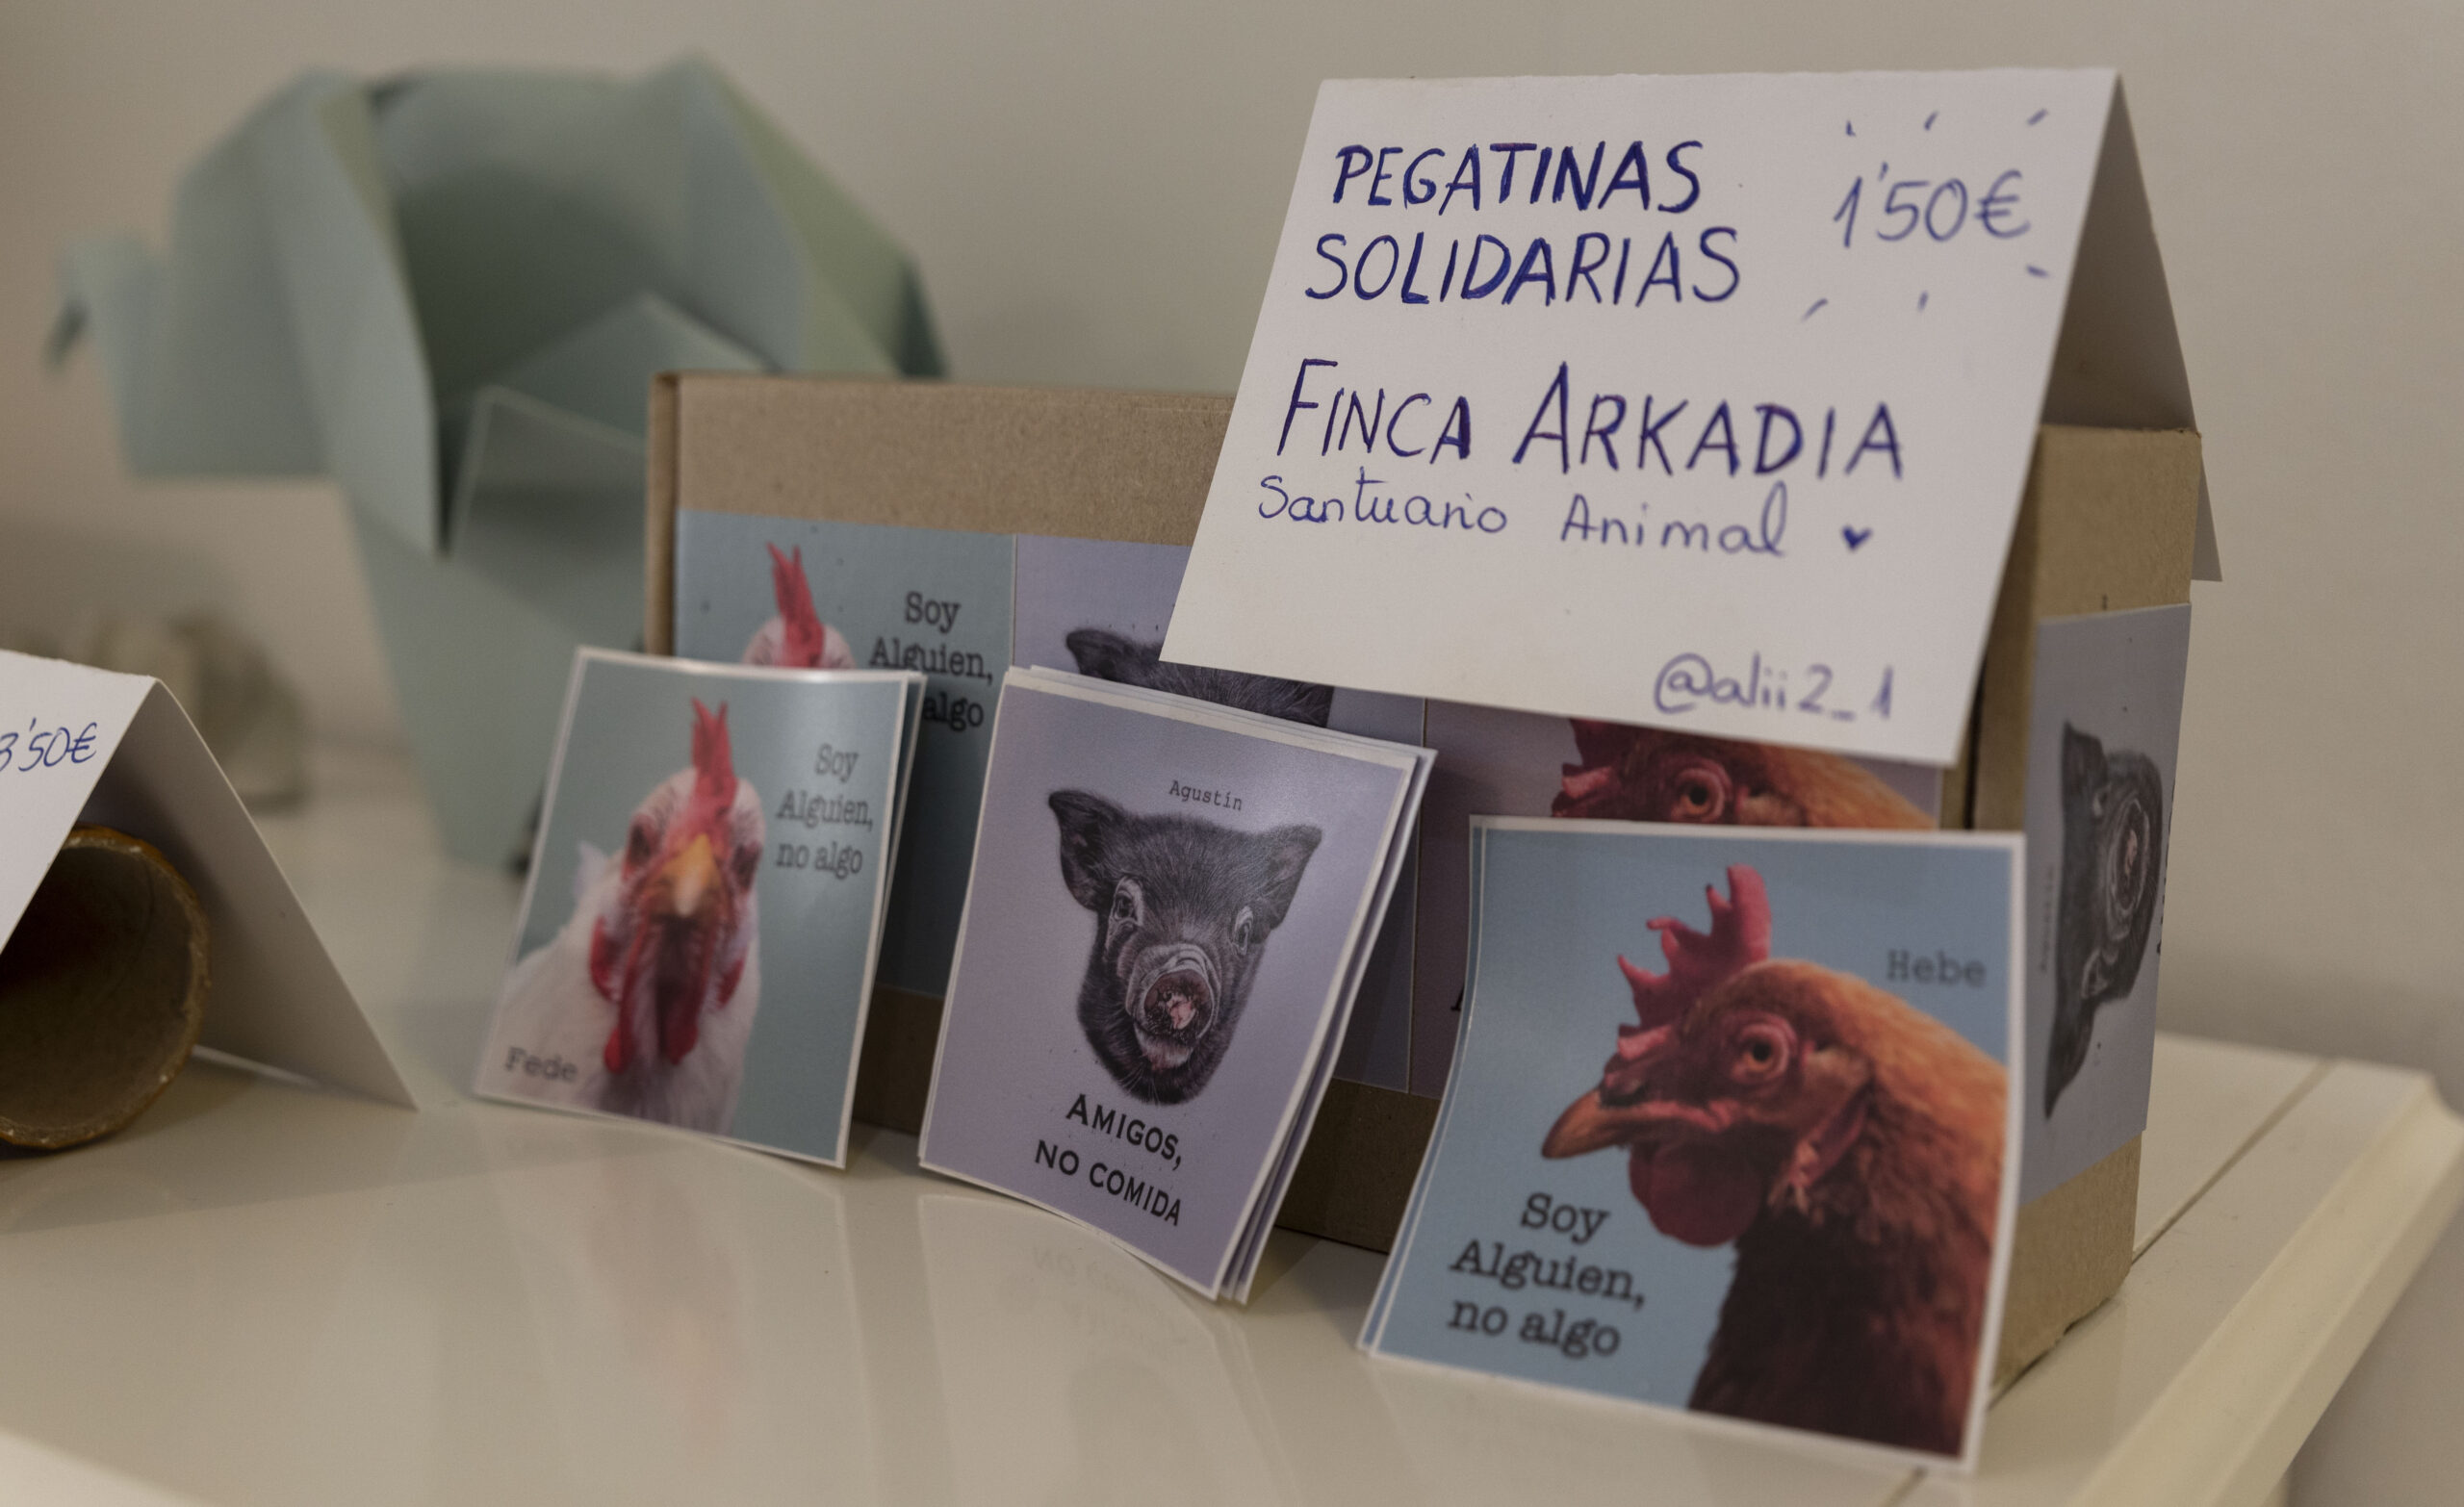 PEGATINAS
SOLIDARIAS
1'50€
FINCA ARKADIA
Santuario Animal
@alii2_1
3'50€
Soy
Alguien,
algo
Soy
Alguien,
no algo
Fede
Agustín
AMIGOS,
NO COMIDA
Hebe
Soy
Alguien,
no algo